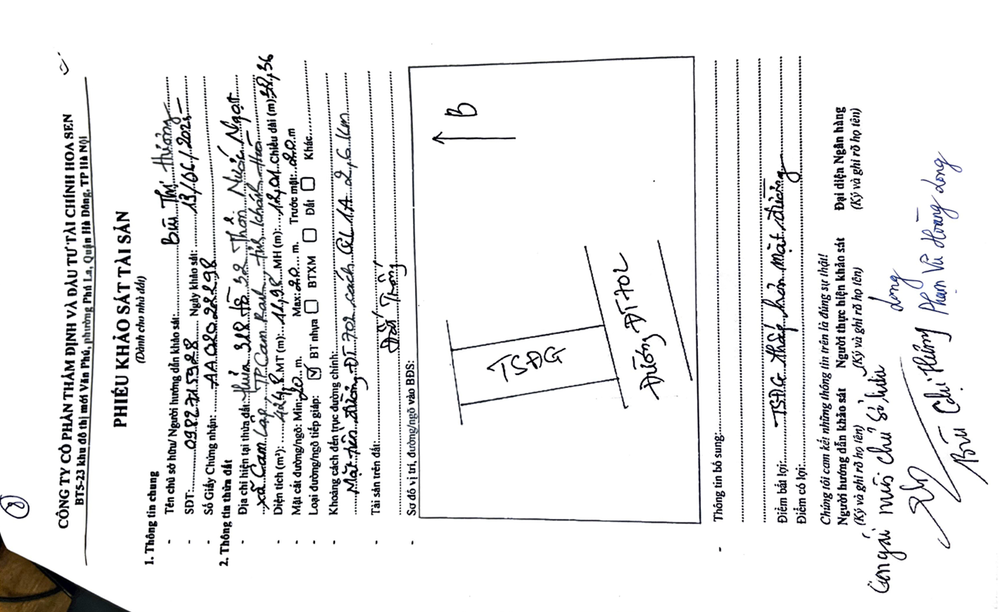 8
CÔNG TY CỔ PHẦN THẨM ĐỊNH VÀ ĐẦU TƯ TÀI CHÍNH HOA SEN
BT5-23 khu đô thị mới Văn Phú, phường Phú La, Quận Hà Đông, TP Hà Nội
PHIẾU KHẢO SÁT TÀI SẢN
(Dành cho nhà đất)
1. Thông tin chung
- Tên chủ sở hữu/ Người hướng dẫn khảo sát: Bùi Thị Hường
- SĐT: 0982715928 Ngày khảo sát: 13/06/2025
- Số Giấy Chứng nhận: AA02022298
2. Thông tin thửa đất
- Địa chỉ hiện tại thửa đất: thửa 318 tờ 32 Thôn Nước Ngọt
xã Cam Lập, TP Cam Ranh, tỉnh Khánh Hoà
- Diện tích (m²): 424,8 MT (m): 11,98 MH (m): 12,01 Chiều dài (m): 38,36
- Mặt cắt đường/ngõ: Min: 20 m. Max: 20 m. Trước mặt: 20 m
- Loại đường/ngõ tiếp giáp: ☑ BT nhựa ☐ BTXM ☐ Đất ☐ Khác
- Khoảng cách đến trục đường chính:
Mặt tiền đường ĐT 702 cách QL 1A 2,6 km
- Tài sản trên đất: Đất Trống
- Sơ đồ vị trí, đường/ngõ vào BĐS:
B
TSĐG
Đường ĐT 702
- Thông tin bổ sung:
Điểm bất lợi: TSĐG thấp hơn mặt đường
Điểm có lợi:
Chúng tôi cam kết những thông tin trên là đúng sự thật!
Người hướng dẫn khảo sát Người thực hiện khảo sát Đại diện Ngân hàng
(Ký và ghi rõ họ tên) (Ký và ghi rõ họ tên) (Ký và ghi rõ họ tên)
Con gái nuôi chủ sở hữu
Long
Bùi Chí Hùng Phạm Vũ Hoàng Long